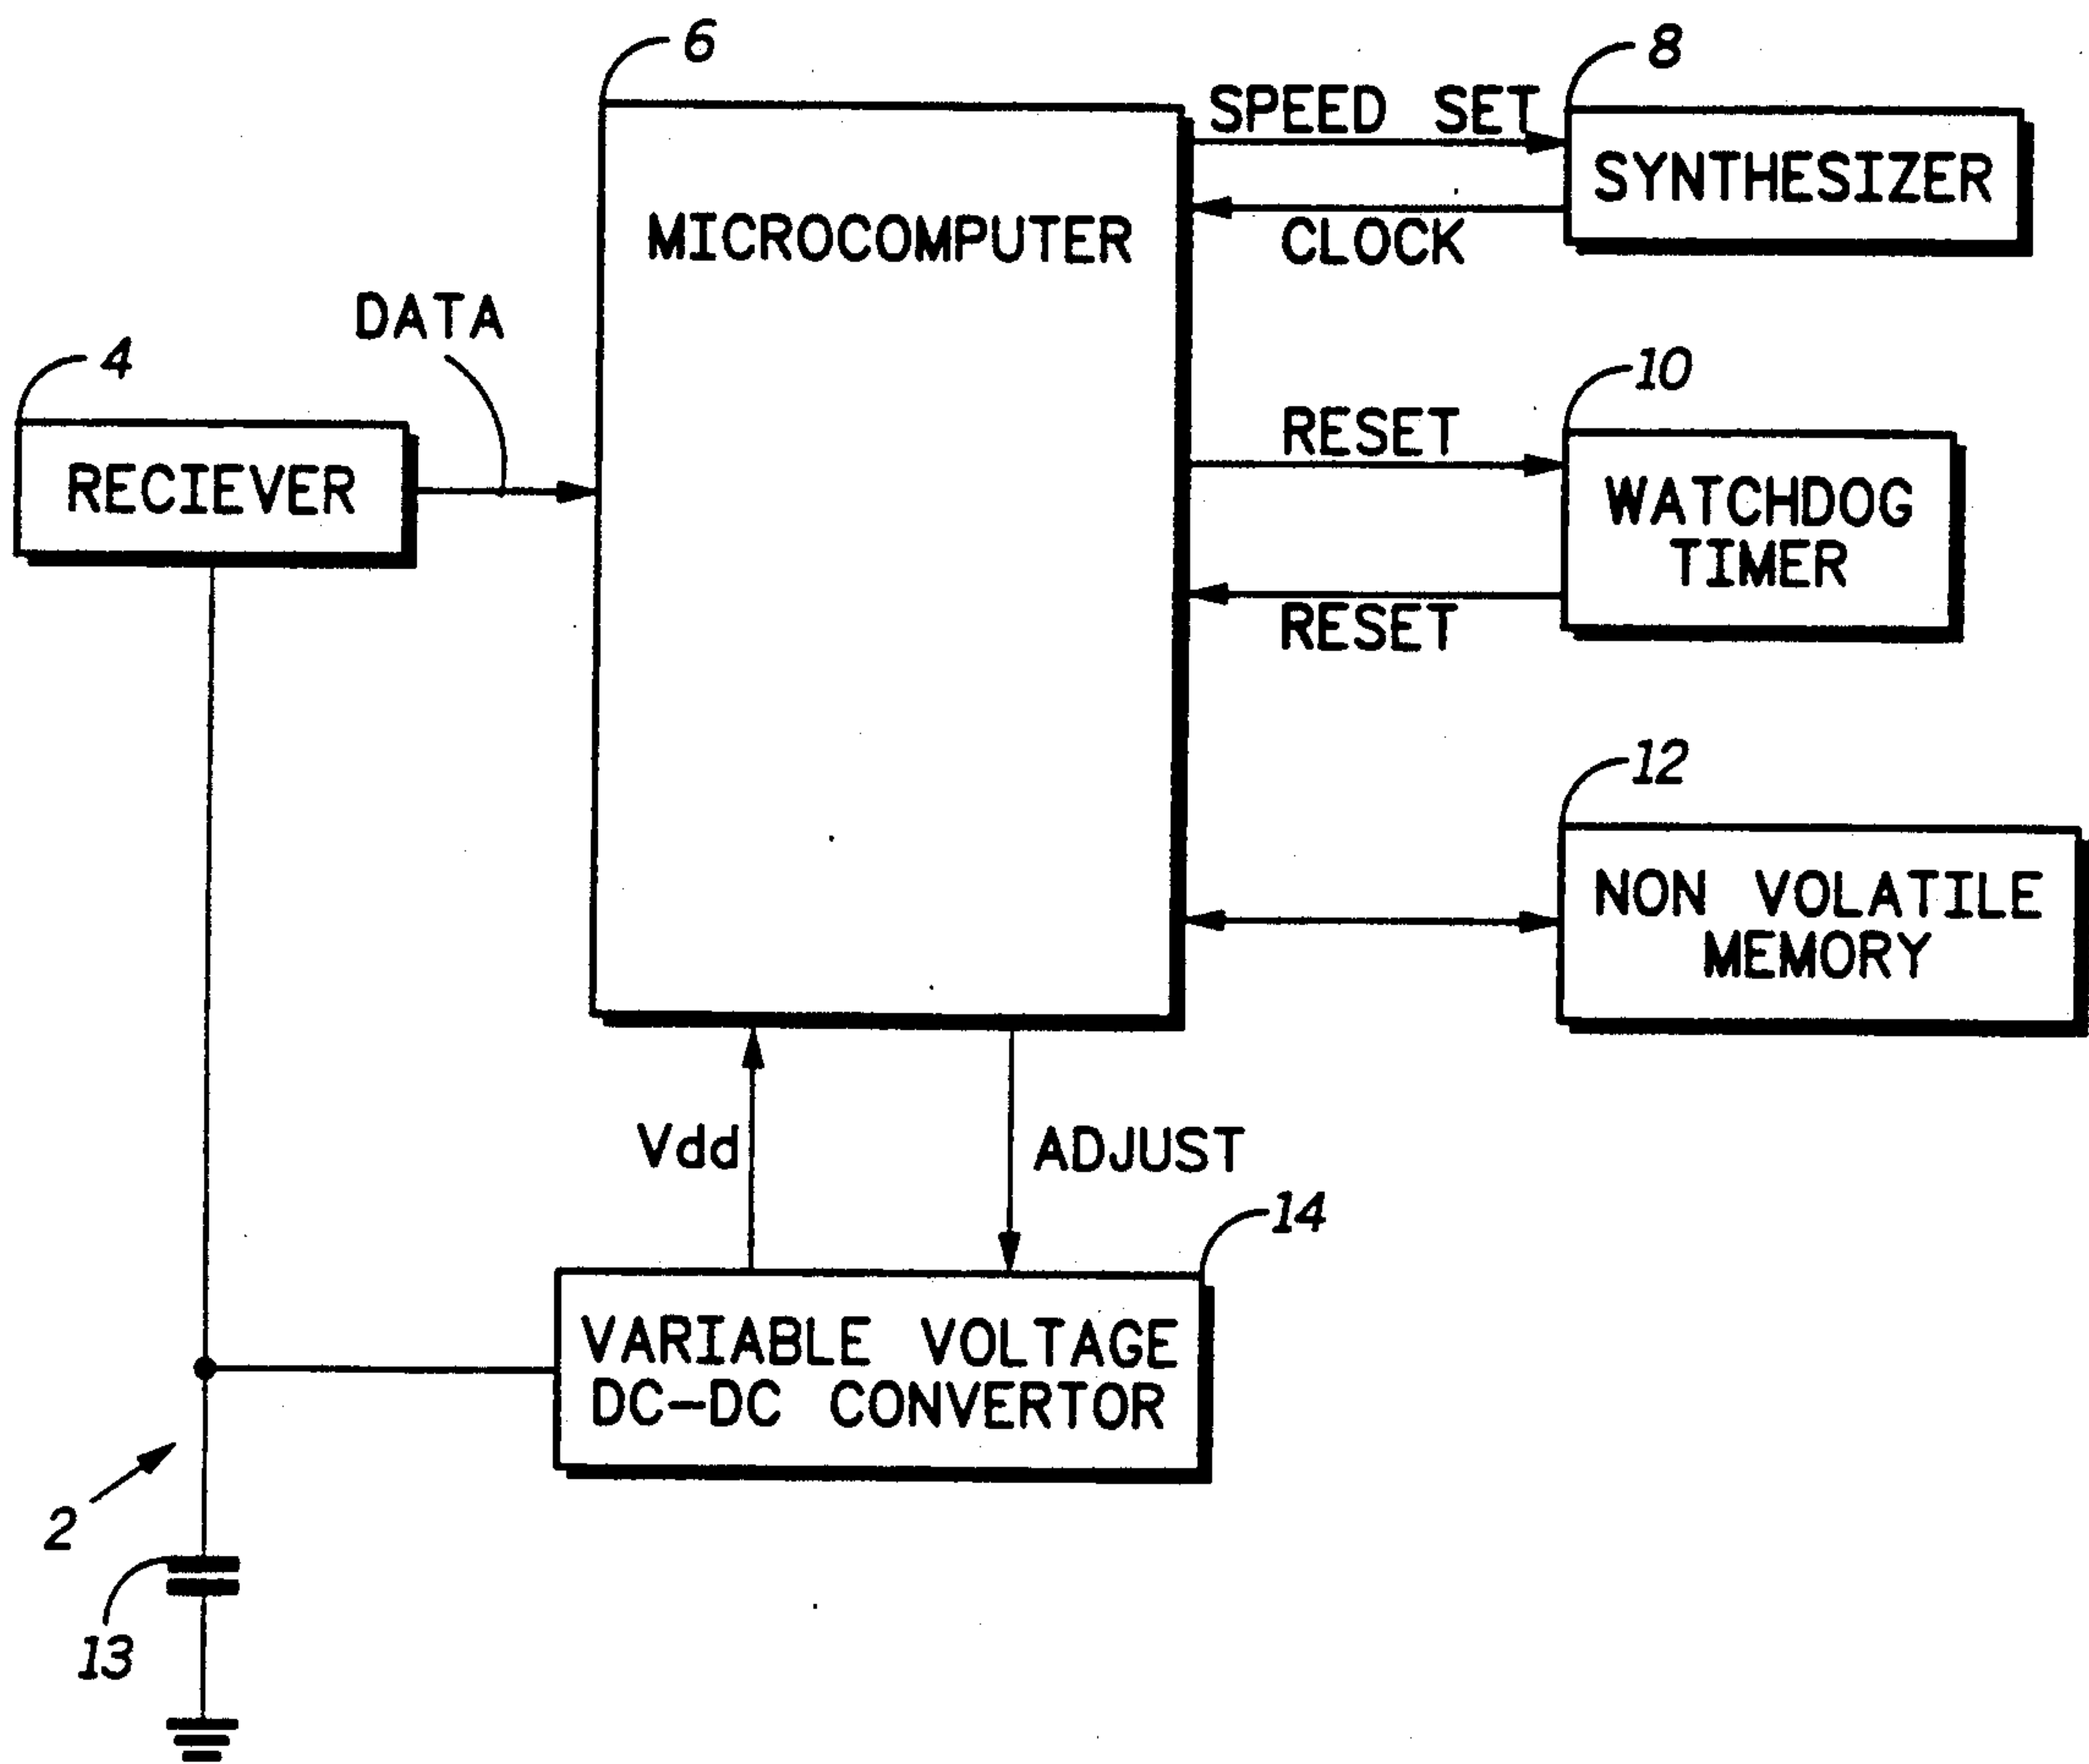 6
8
SPEED SET
SYNTHESIZER
MICROCOMPUTER
CLOCK
DATA
4
10
RECIEVER
RESET
WATCHDOG
TIMER
RESET
12
NON VOLATILE
MEMORY
Vdd
ADJUST
14
VARIABLE VOLTAGE
DC-DC CONVERTOR
2
13